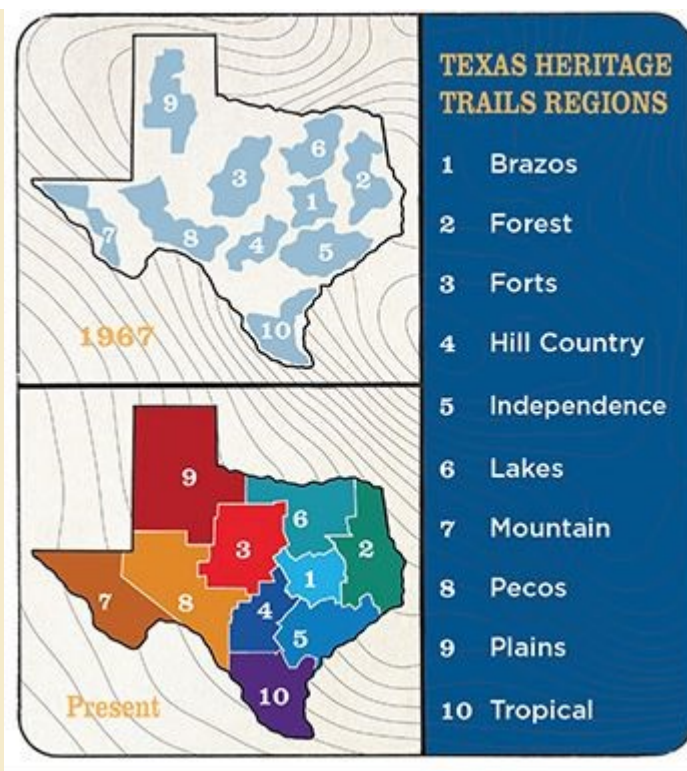 TEXAS HERITAGE
TRAILS REGIONS
1 Brazos
2 Forest
3 Forts
4 Hill Country
5 Independence
6 Lakes
7 Mountain
8 Pecos
9 Plains
10 Tropical
9
6
3
2
1
7
8
4
5
10
1967
9
6
3
2
1
7
8
4
5
10
Present